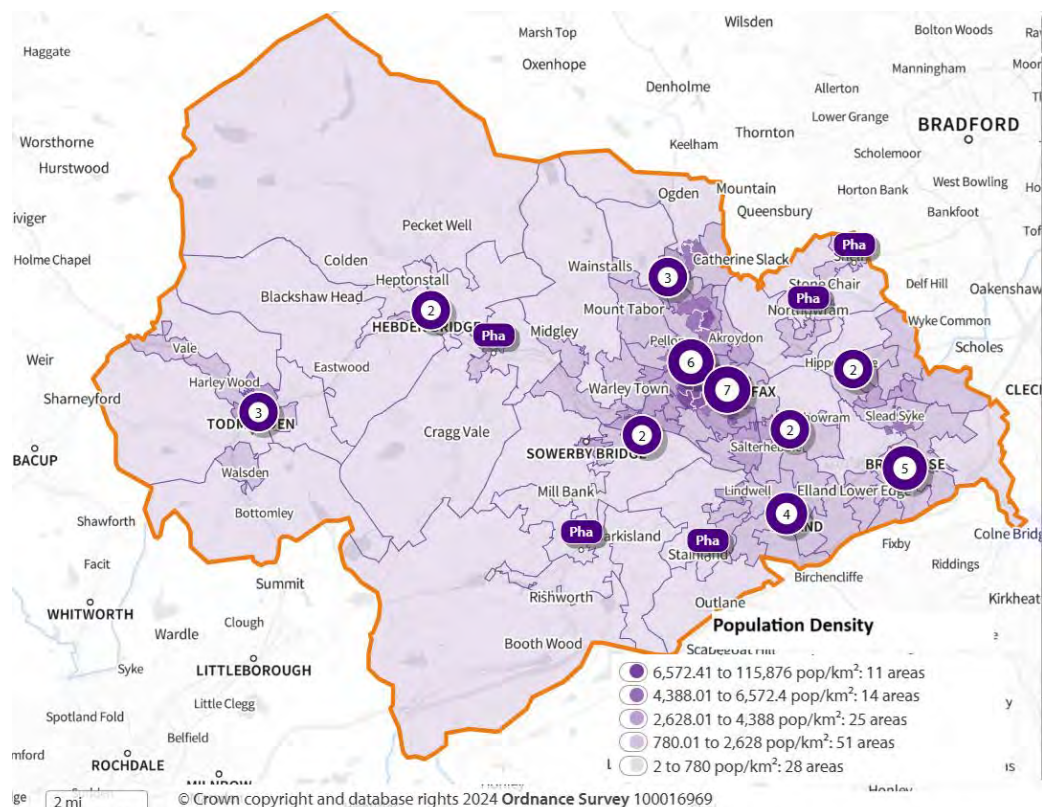 Wilsden
Marsh Top
Bolton Woods
Haggate
Oxenhope
Manningham
Denholme
Allerton
Lower Grange
BRADFORD
Worsthorne
Thornton
Keelham
Scholemoor
Hurstwood
Mountain
Horton Bank
West Bowling
Ogden
Queensbury
Bankfoot
Pecket Well
Holme Chapel
Colden
Wainstalls
Catherine Slack
Pha
Delf Hill
Oakenshaw
Heptonstall
3
Stone Chair
Blackshaw Head
2
Mount Tabor
Pha
Northowram
Wyke Common
HEBDEN BRIDGE
Pha
Midgley
Akroydon
Scholes
Weir
Vale
Eastwood
6
2
Harley Wood
Warley Town
7
Sharneyford
3
Cragg Vale
2
2
Slead Syke
BACUP
SOWERBY BRIDGE
Walsden
5
Mill Bank
Lindwell
Elland Lower Edge
Shawforth
Bottomley
4
Pha
Pha
Colne Bridg
Fixby
Facit
Stainland
Riddings
Summit
Birchencliffe
Rishworth
Outlane
WHITWORTH
Clough
Wardle
Booth Wood
Population Density
Syke
LITTLEBOROUGH
6,572.41 to 115,876 pop/km²: 11 areas
Little Clegg
4,388.01 to 6,572.4 pop/km²: 14 areas
Spotland Fold
2,628.01 to 4,388 pop/km²: 25 areas
Belfield
780.01 to 2,628 pop/km²: 51 areas
ROCHDALE
2 to 780 pop/km²: 28 areas
2 mi
© Crown copyright and database rights 2024 Ordnance Survey 100016969